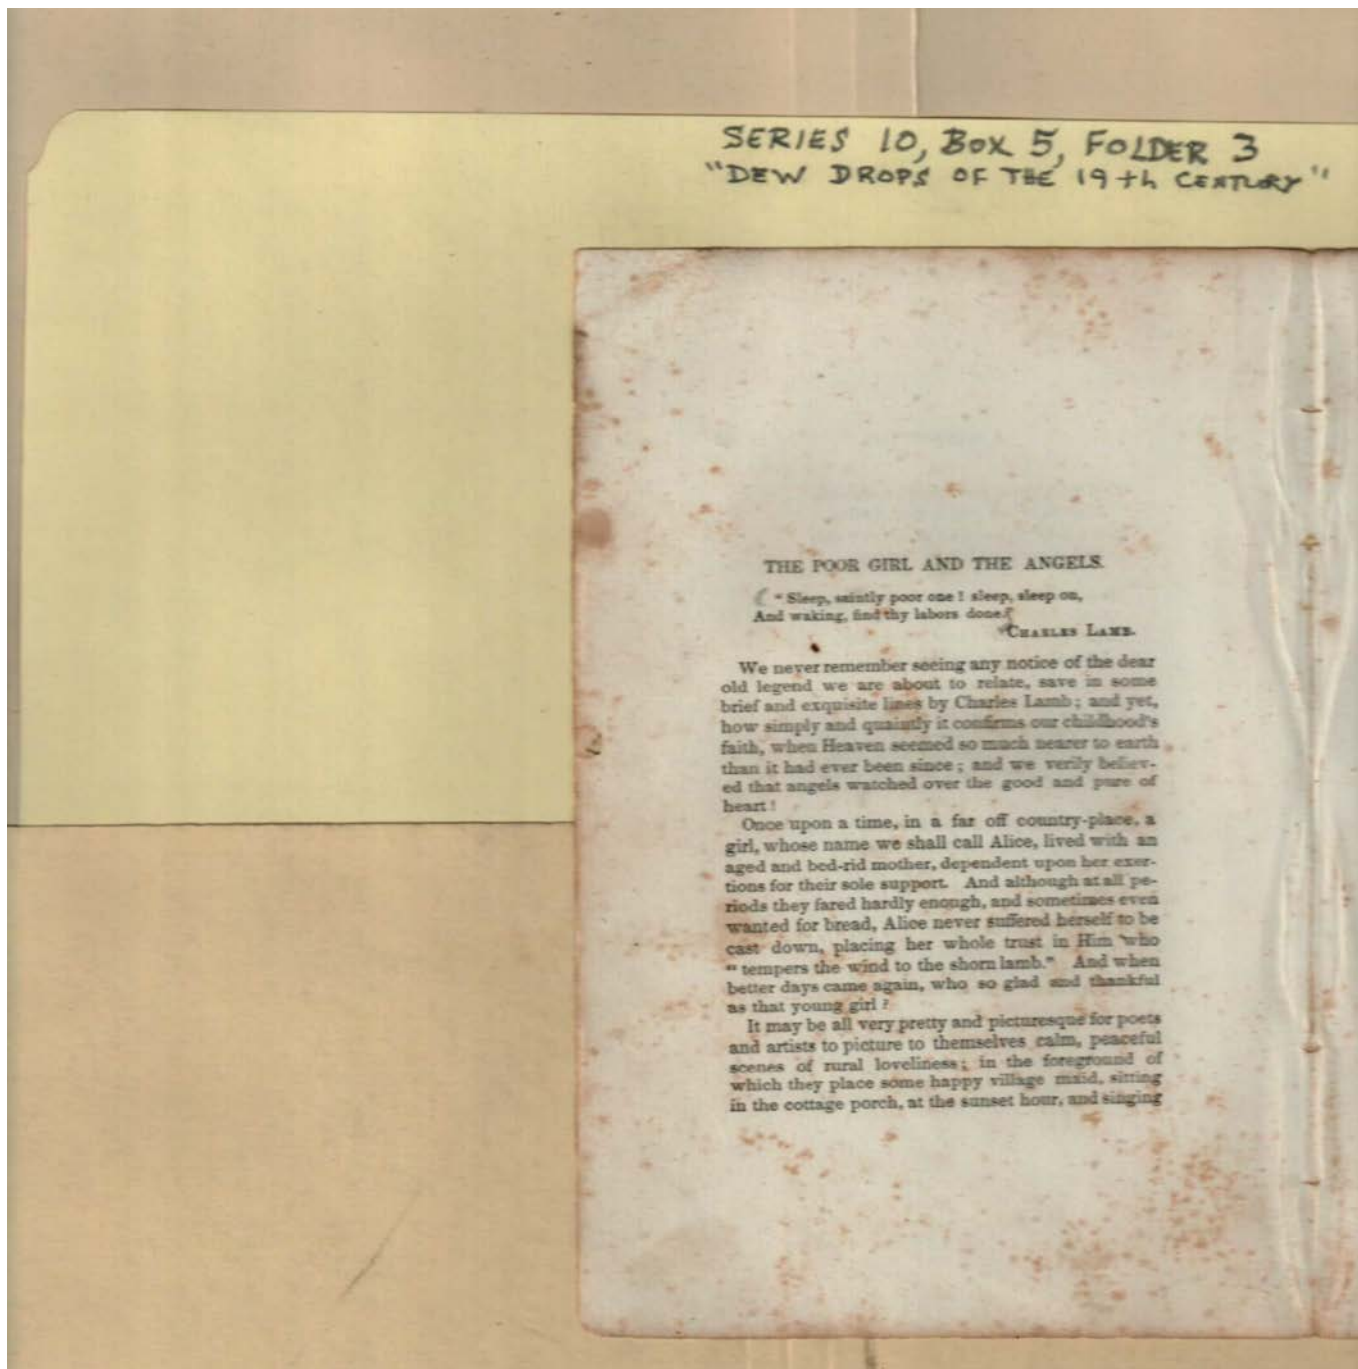 SERIES 10, BOX 5, FOLDER 3
"DEW DROPS OF THE 19th CENTURY"
THE POOR GIRL AND THE ANGELS.
"Sleep, saintly poor one! sleep, sleep on,
And waking, find thy labors done."
CHARLES LAMB.
We never remember seeing any notice of the dear
old legend we are about to relate, save in some
brief and exquisite lines by Charles Lamb; and yet,
how simply and quaintly it confirms our childhood's
faith, when Heaven seemed so much nearer to earth
than it had ever been since; and we verily believ-
ed that angels watched over the good and pure of
heart!
Once upon a time, in a far off country-place, a
girl, whose name we shall call Alice, lived with an
aged and bed-rid mother, dependent upon her exer-
tions for their sole support. And although at all pe-
riods they fared hardly enough, and sometimes even
wanted for bread, Alice never suffered herself to be
cast down, placing her whole trust in Him who
"tempers the wind to the shorn lamb." And when
better days came again, who so glad and thankful
as that young girl?
It may be all very pretty and picturesque for poets
and artists to picture to themselves calm, peaceful
scenes of rural loveliness; in the foreground of
which they place some happy village maid, sitting
in the cottage porch, at the sunset hour, and singing